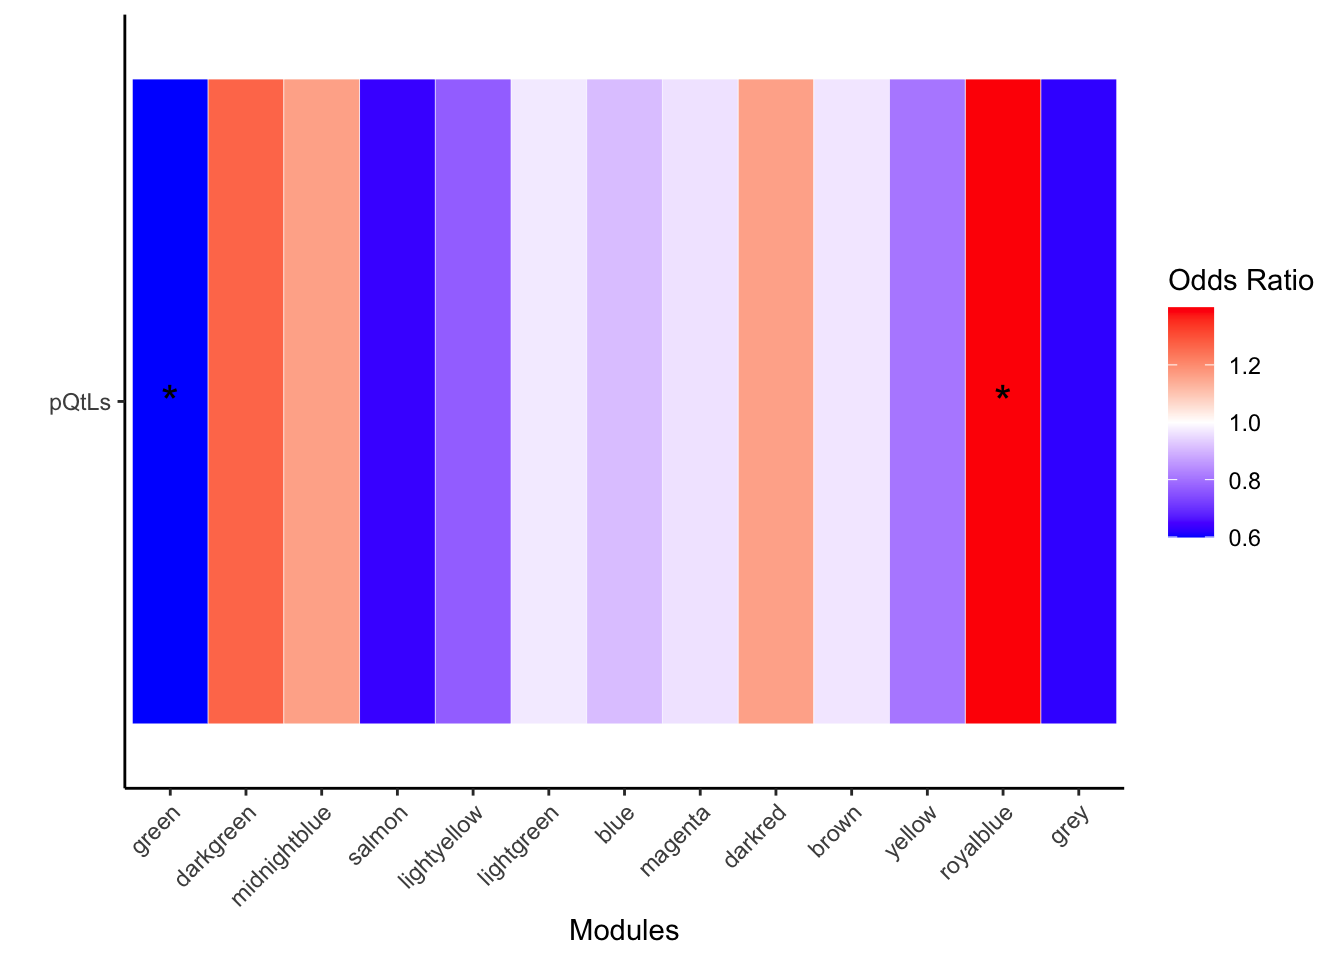 pQtLs
*
*
green
darkgreen
midnightblue
salmon
lightyellow
lightgreen
blue
magenta
darkred
brown
yellow
royalblue
grey
Modules
Odds Ratio
1.2
1.0
0.8
0.6